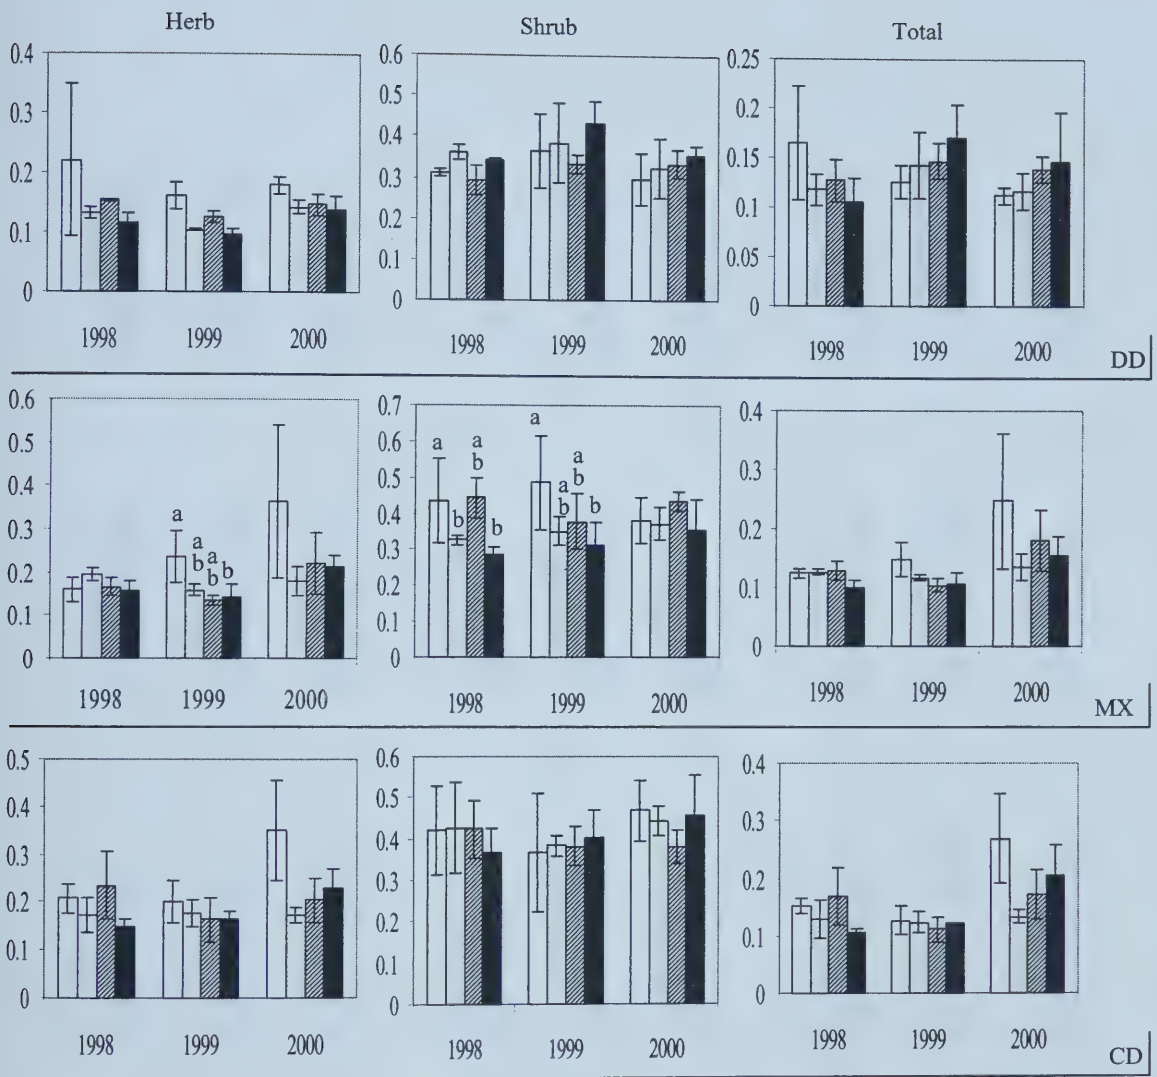 Herb Shrub Total
0.4 0.6 0.25
0.3 0.5 0.2
0.2 0.4 0.15
0.1 0.3 0.1
0 0.2 0.05
0.1 0
0
1998 1999 2000 1998 1999 2000 1998 1999 2000
DD
0.6 0.7 0.4
0.5 0.6 0.3
0.4 0.5 0.2
0.3 0.4 0.1
0.2 0.3 0
0.1 0.2
0 0.1
0
a a b a b b
a b a b a a b a b b
1998 1999 2000 1998 1999 2000 1998 1999 2000
MX
0.5 0.6 0.4
0.4 0.5 0.3
0.3 0.4 0.2
0.2 0.3 0.1
0.1 0.2 0
0 0.1
0
1998 1999 2000 1998 1999 2000 1998 1999 2000
CD